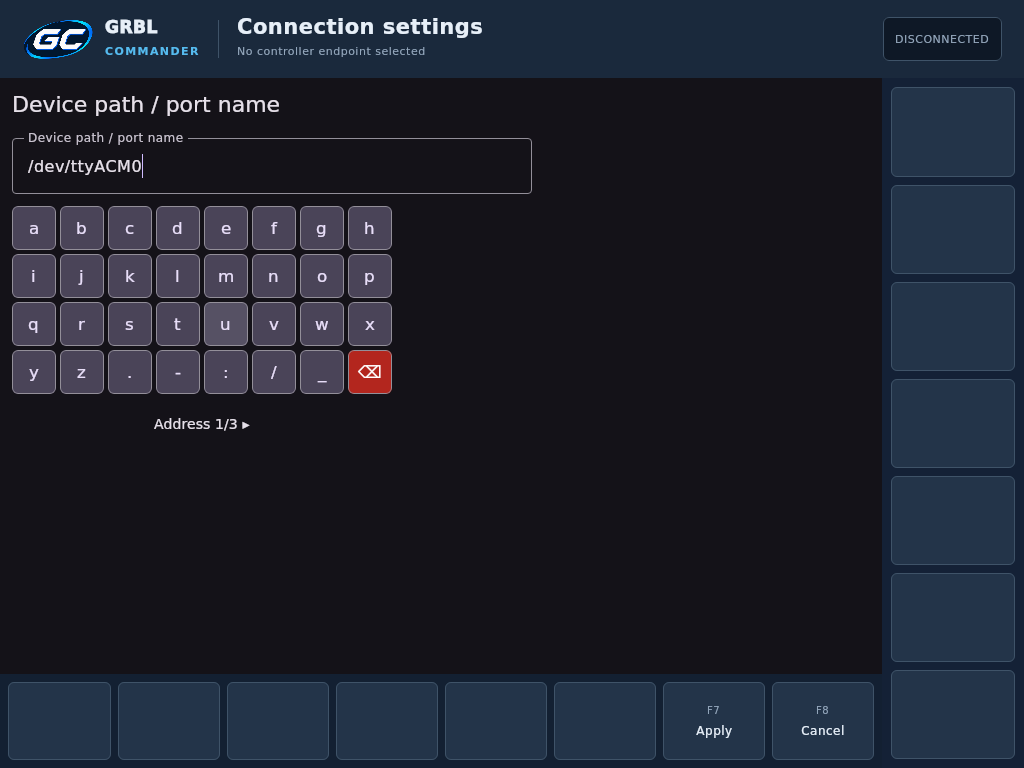 GC
GRBL
COMMANDER
Connection settings
No controller endpoint selected
DISCONNECTED
Device path / port name
Device path / port name
/dev/ttyACM0
a b c d e f g h
i j k l m n o p
q r s t u v w x
y z . - : / _ ⌫
Address 1/3 ▸
F7
Apply
F8
Cancel